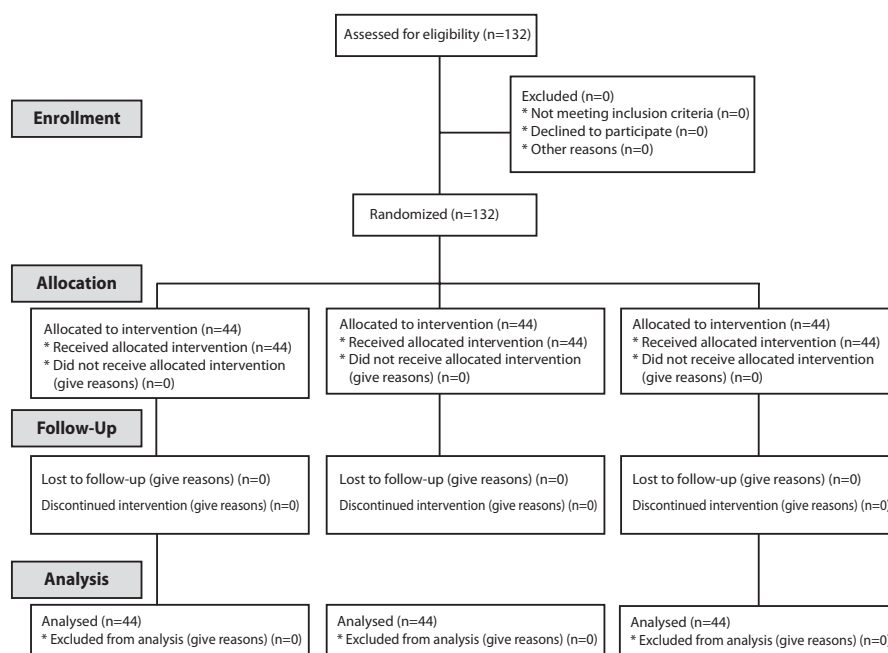 Assessed for eligibility (n=132)
Enrollment
Excluded (n=0)
* Not meeting inclusion criteria (n=0)
* Declined to participate (n=0)
* Other reasons (n=0)
Randomized (n=132)
Allocation
Allocated to intervention (n=44)
* Received allocated intervention (n=44)
* Did not receive allocated intervention
(give reasons) (n=0)
Allocated to intervention (n=44)
* Received allocated intervention (n=44)
* Did not receive allocated intervention
(give reasons) (n=0)
Allocated to intervention (n=44)
* Received allocated intervention (n=44)
* Did not receive allocated intervention
(give reasons) (n=0)
Follow-Up
Lost to follow-up (give reasons) (n=0)
Discontinued intervention (give reasons) (n=0)
Lost to follow-up (give reasons) (n=0)
Discontinued intervention (give reasons) (n=0)
Lost to follow-up (give reasons) (n=0)
Discontinued intervention (give reasons) (n=0)
Analysis
Analysed (n=44)
* Excluded from analysis (give reasons) (n=0)
Analysed (n=44)
* Excluded from analysis (give reasons) (n=0)
Analysed (n=44)
* Excluded from analysis (give reasons) (n=0)